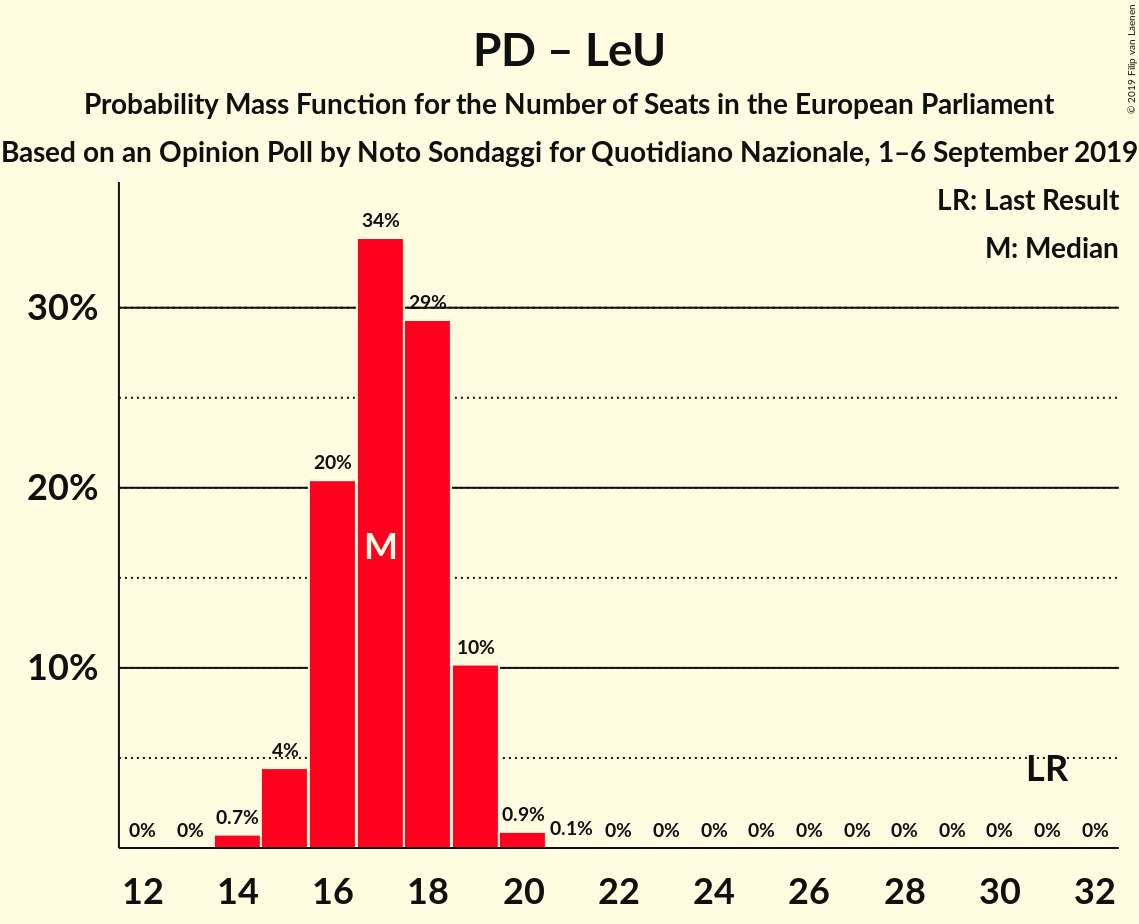 PD – LeU
Probability Mass Function for the Number of Seats in the European Parliament
Based on an Opinion Poll by Noto Sondaggi for Quotidiano Nazionale, 1–6 September 2019
© 2019 Filip van Laenen
LR: Last Result
M: Median
34%
30%
29%
20%
20%
M
10%
10%
4%
LR
0% 0% 0.7% 0.9% 0.1% 0% 0% 0% 0% 0% 0% 0% 0% 0% 0% 0%
12 14 16 18 20 22 24 26 28 30 32